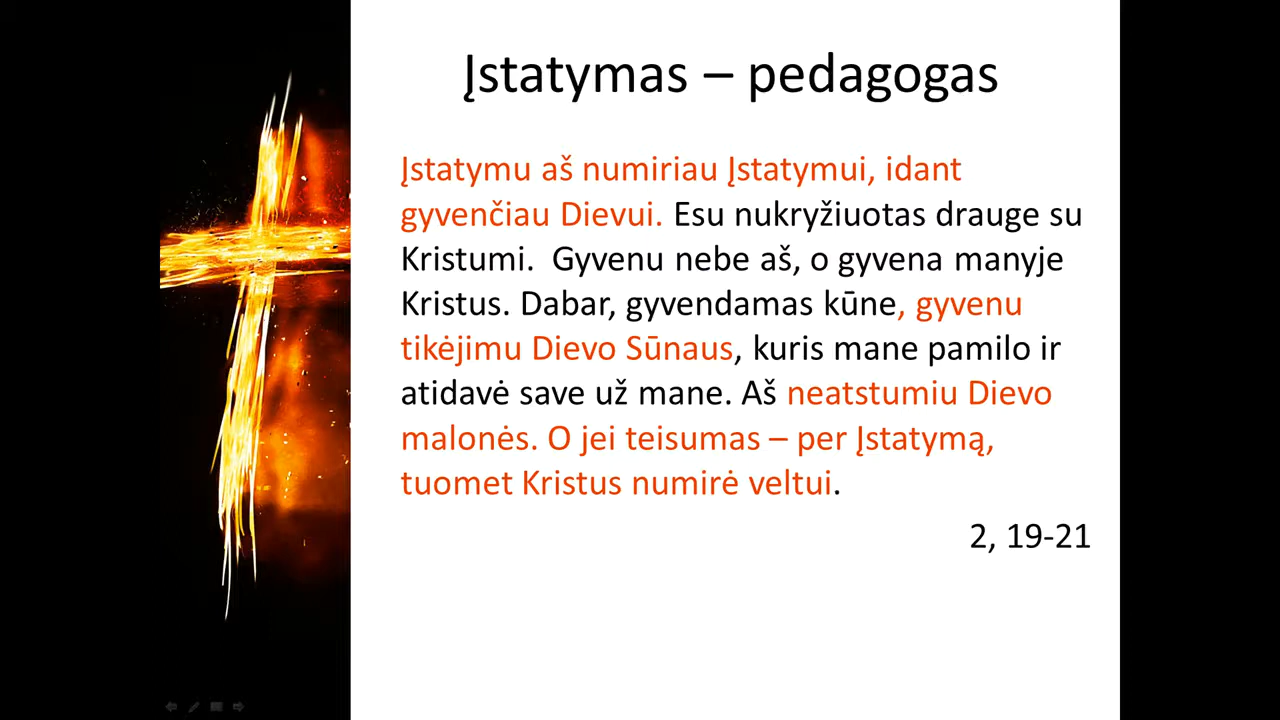 Įstatymas – pedagogas
Įstatymu aš numiriau Įstatymui, idant
gyvenčiau Dievui. Esu nukryžiuotas drauge su
Kristumi.  Gyvenu nebe aš, o gyvena manyje
Kristus. Dabar, gyvendamas kūne, gyvenu
tikėjimu Dievo Sūnaus, kuris mane pamilo ir
atidavė save už mane. Aš neatstumiu Dievo
malonės. O jei teisumas – per Įstatymą,
tuomet Kristus numirė veltui.
2, 19-21